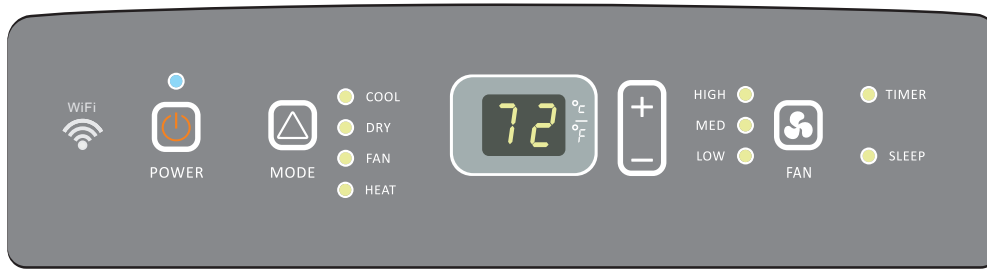 WiFi
POWER
MODE
COOL
DRY
FAN
HEAT
72
°C
°F
+
−
HIGH
MED
LOW
FAN
TIMER
SLEEP